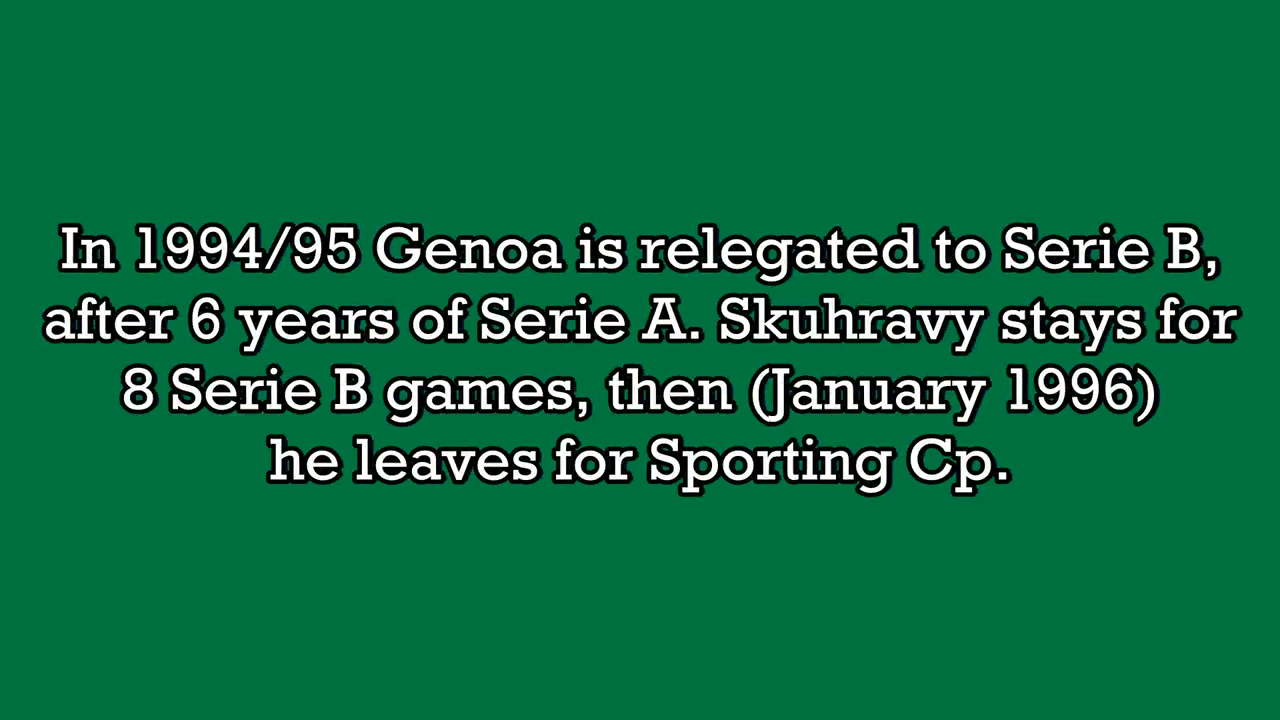 In 1994/95 Genoa is relegated to Serie B,
after 6 years of Serie A. Skuhravy stays for
8 Serie B games, then (January 1996)
he leaves for Sporting Cp.